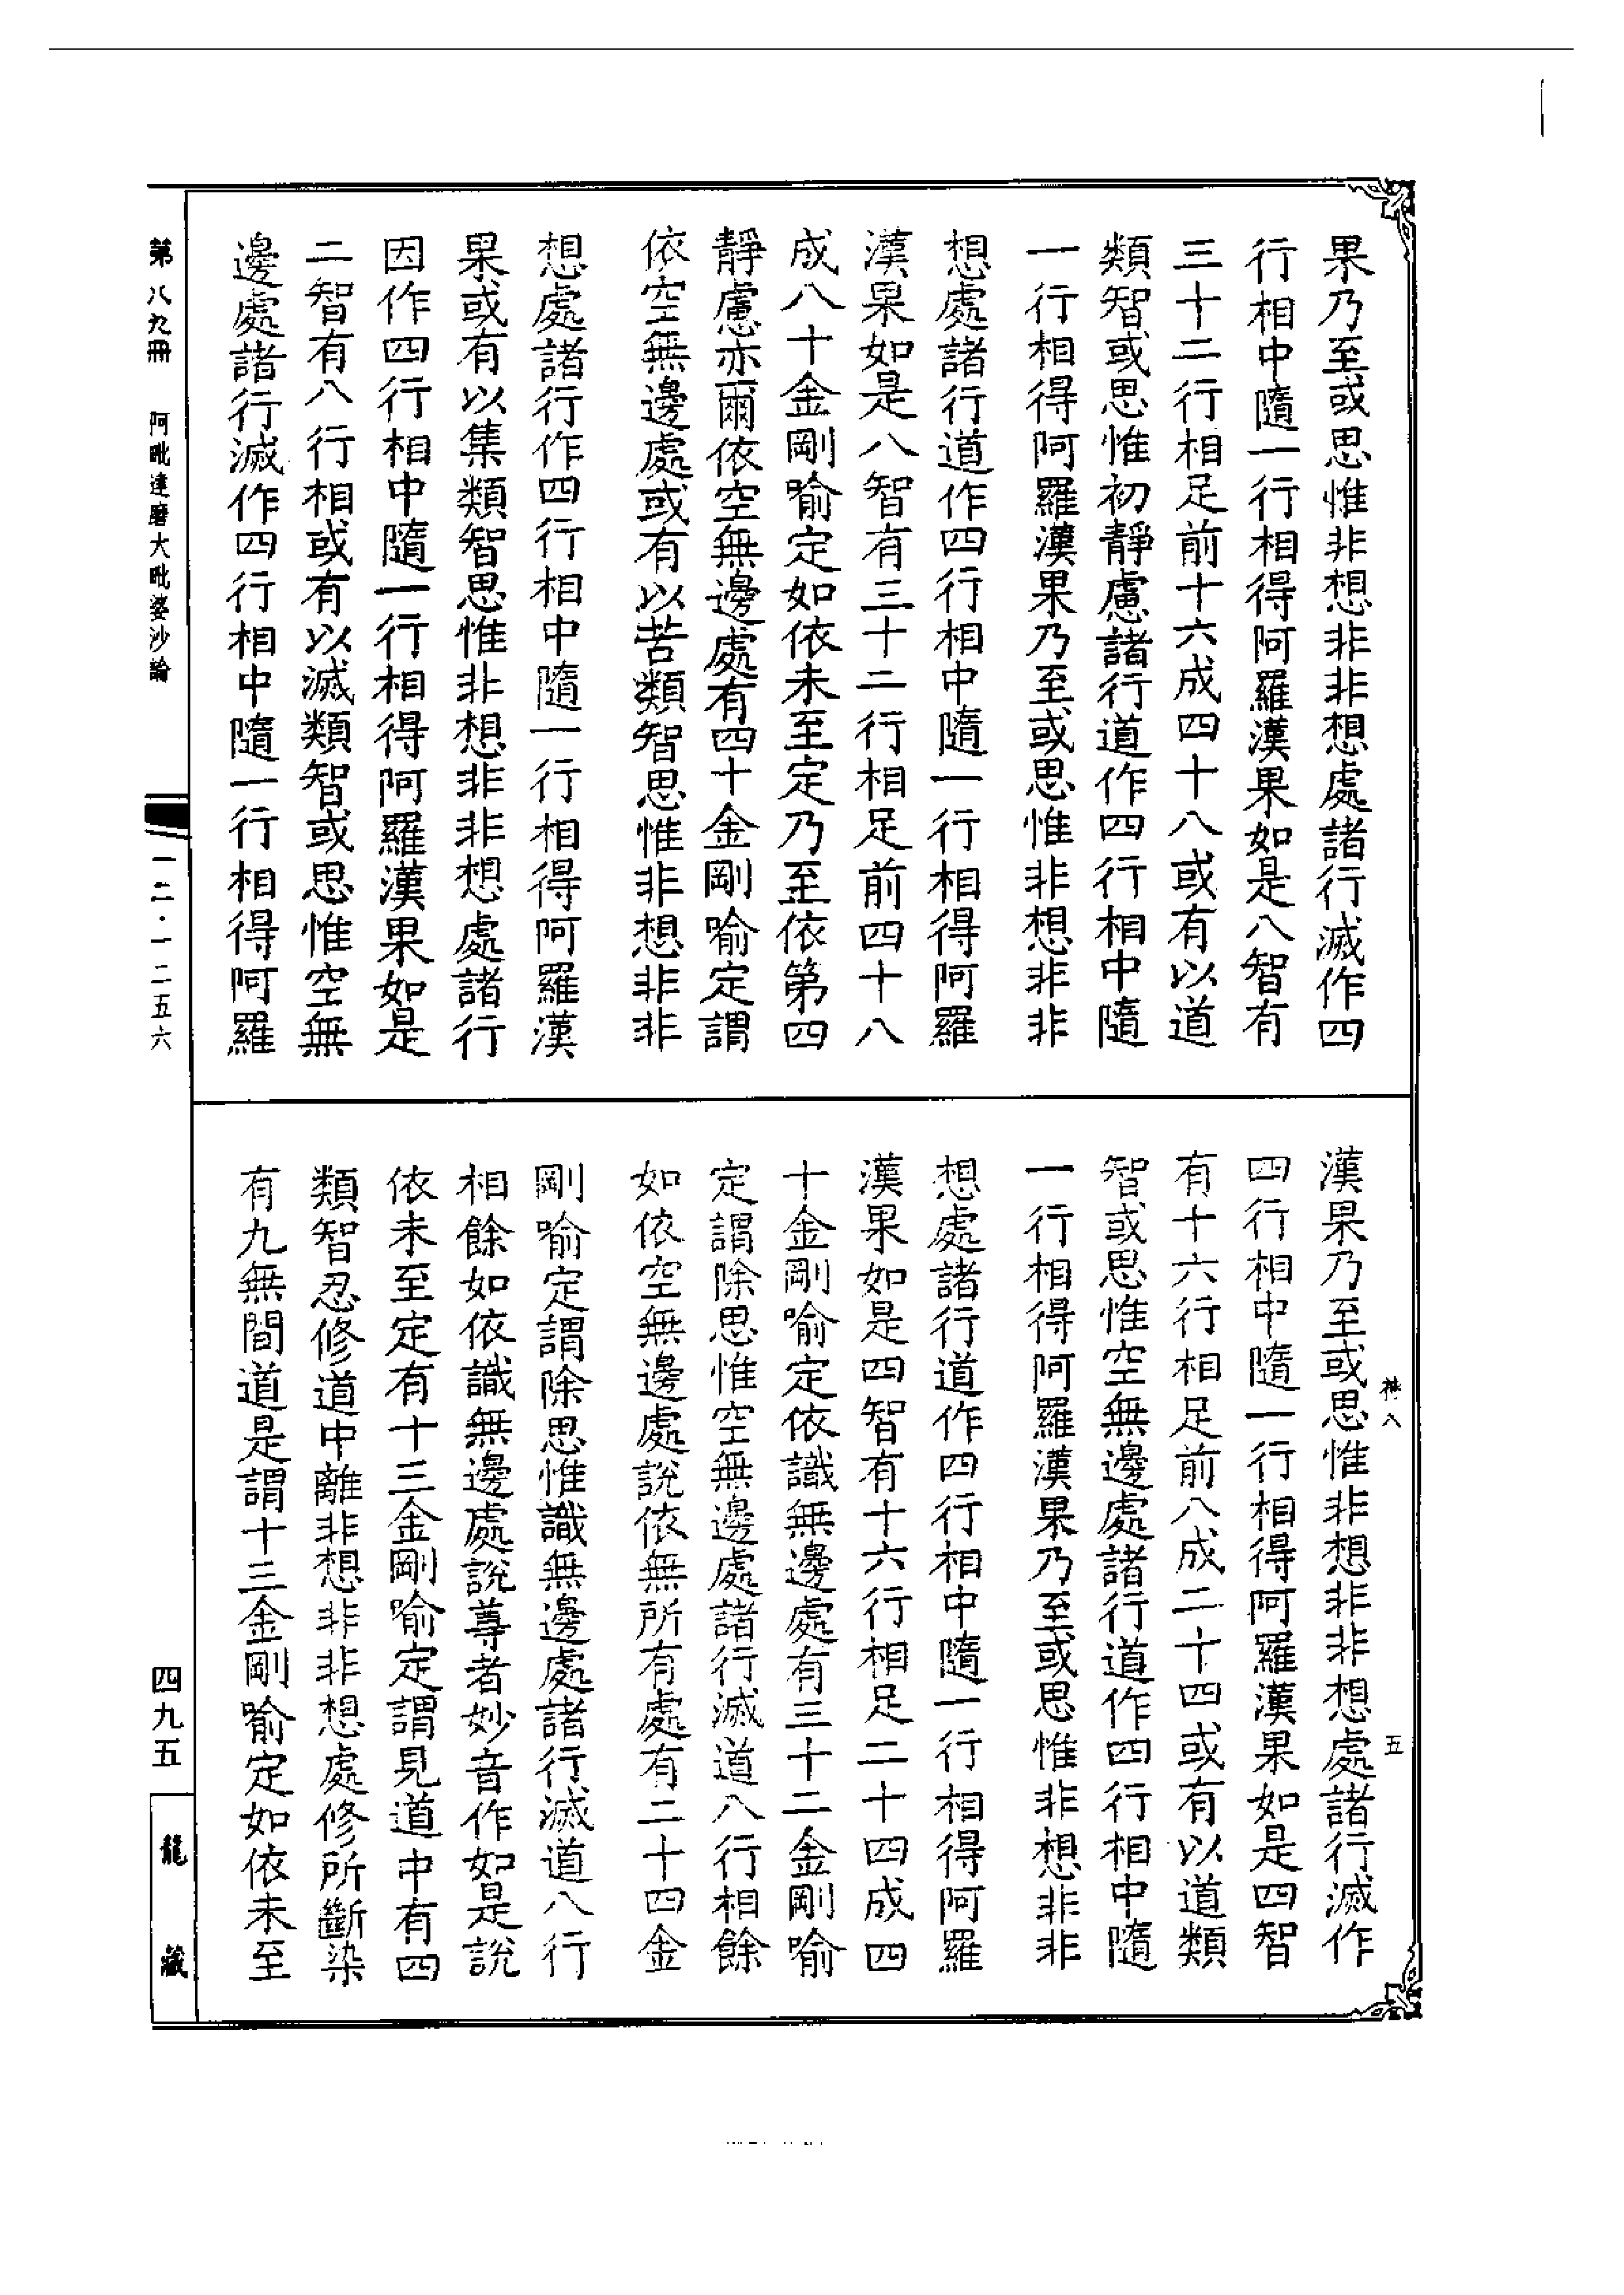 果乃至或思惟非想非非想處諸行滅作四
行相中隨一行相得阿羅漢果如是八智有
三十二行相足前十六成四十八或有以道
類智或思惟初靜慮諸行道作四行相中隨
一行相得阿羅漢果乃至或思惟非想非非
想處諸行道作四行相中隨一行相得阿羅
漢果如是八智有三十二行相足前四十八
成八十金剛喻定如依未至定乃至依第四
靜慮亦爾依空無邊處有四十金剛喻定謂
依空無邊處或有以苦類智思惟非想非非
想處諸行作四行相中隨一行相得阿羅漢
果或有以集類智思惟非想非非想處諸行
因作四行相中隨一行相得阿羅漢果如是
二智有八行相或有以滅類智或思惟空無
邊處諸行滅作四行相中隨一行相得阿羅
漢果乃至或思惟非想非非想處諸行滅作
四行相中隨一行相得阿羅漢果如是四智
有十六行相足前八成二十四或有以道類
智或思惟空無邊處諸行道作四行相中隨
一行相得阿羅漢果乃至或思惟非想非非
想處諸行道作四行相中隨一行相得阿羅
漢果如是四智有十六行相足二十四成四
十金剛喻定依識無邊處有三十二金剛喻
定謂除思惟空無邊處諸行滅道八行相餘
如依空無邊處說依無所有處有二十四金
剛喻定謂除思惟識無邊處諸行滅道八行
相餘如依識無邊處說尊者妙音作如是說
依未至定有十三金剛喻定謂見道中有四
類智忍修道中離非想非非想處修所斷染
有九無間道是謂十三金剛喻定如依未至
八
五
第八九冊 阿毗達磨大毗婆沙論
一二・一二五六
四九五
龍藏